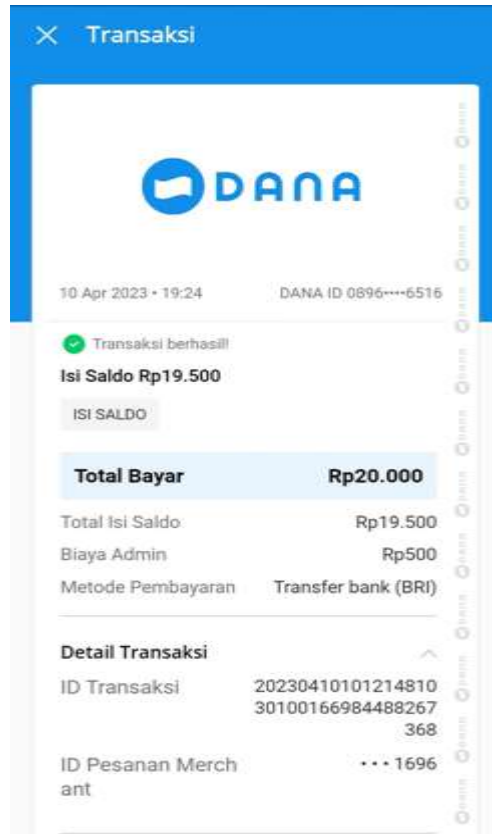 Transaksi
DANA
10 Apr 2023 • 19:24 DANA ID 0896••••6516
Transaksi berhasil!
Isi Saldo Rp19.500
ISI SALDO
Total Bayar Rp20.000
Total Isi Saldo Rp19.500
Biaya Admin Rp500
Metode Pembayaran Transfer bank (BRI)
Detail Transaksi
ID Transaksi 20230410101214810
30100166984488267
368
ID Pesanan Merch
ant •••1696